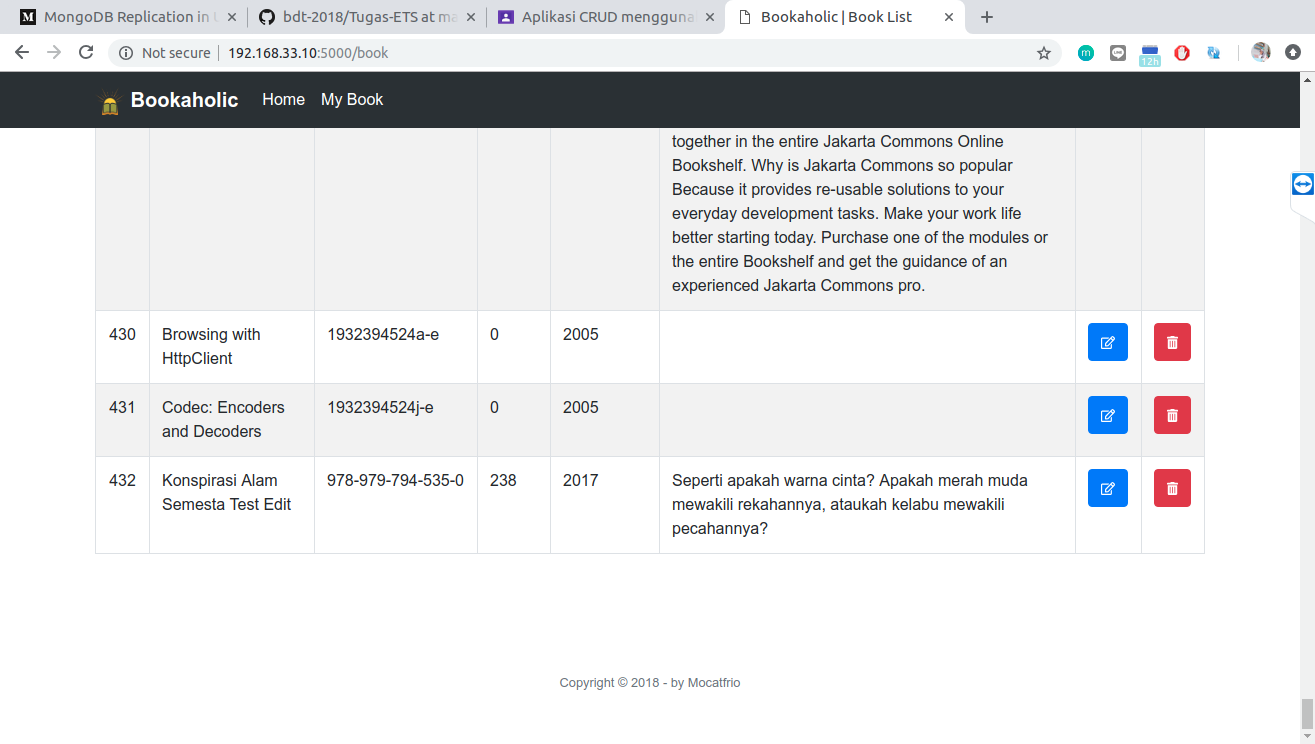 MongoDB Replication in U
bdt-2018/Tugas-ETS at ma
Aplikasi CRUD mengguna
Bookaholic | Book List
Not secure
192.168.33.10:5000/book
12h
Bookaholic
Home
My Book
together in the entire Jakarta Commons Online
Bookshelf. Why is Jakarta Commons so popular
Because it provides re-usable solutions to your
everyday development tasks. Make your work life
better starting today. Purchase one of the modules or
the entire Bookshelf and get the guidance of an
experienced Jakarta Commons pro.
430
Browsing with
HttpClient
1932394524a-e
0
2005
431
Codec: Encoders
and Decoders
1932394524j-e
0
2005
432
Konspirasi Alam
Semesta Test Edit
978-979-794-535-0
238
2017
Seperti apakah warna cinta? Apakah merah muda
mewakili rekahannya, ataukah kelabu mewakili
pecahannya?
Copyright © 2018 - by Mocatfrio